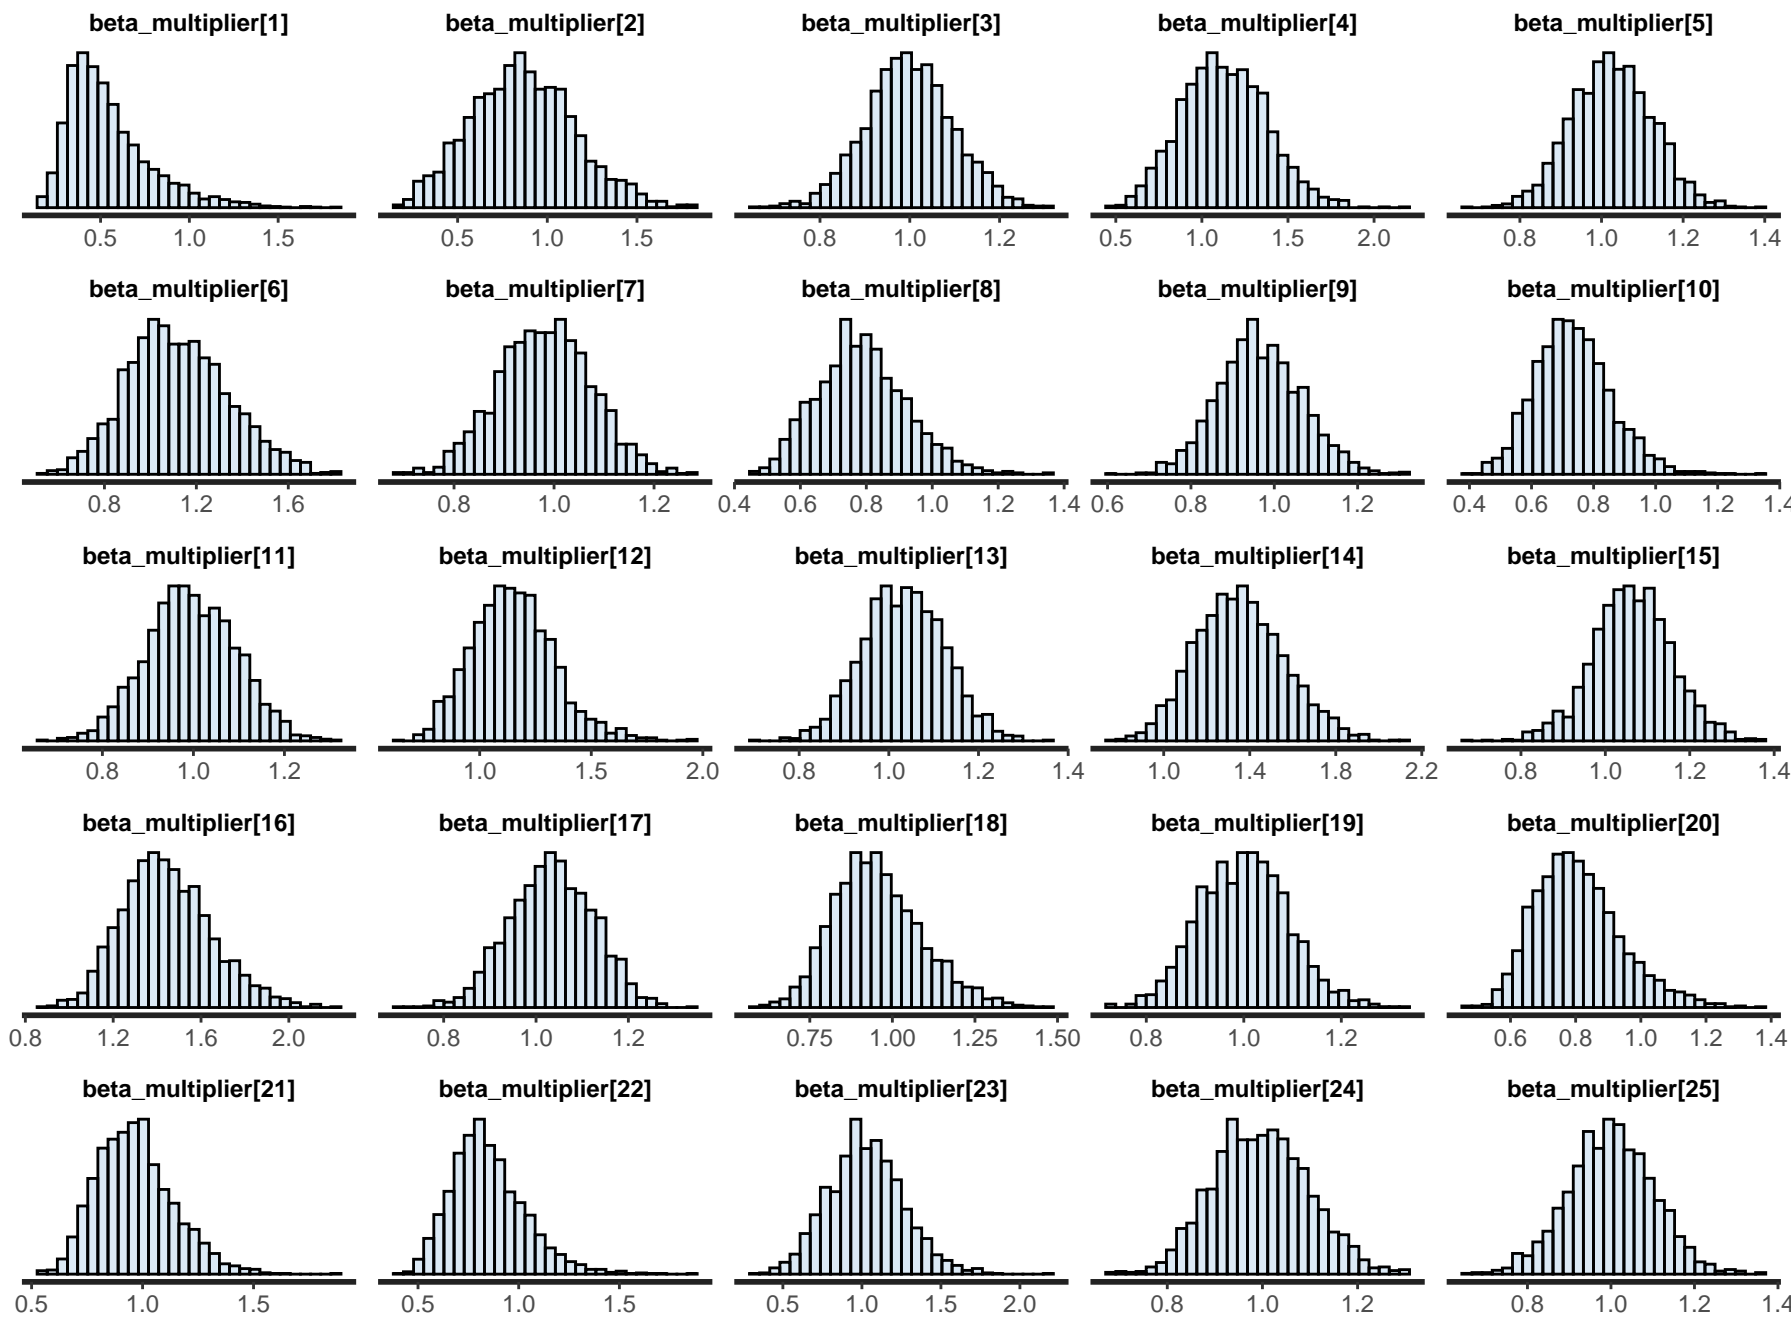 beta_multiplier[1] beta_multiplier[2] beta_multiplier[3] beta_multiplier[4] beta_multiplier[5]
0.5 1.0 1.5 0.5 1.0 1.5 0.8 1.0 1.2 0.5 1.0 1.5 2.0 0.8 1.0 1.2 1.4
beta_multiplier[6] beta_multiplier[7] beta_multiplier[8] beta_multiplier[9] beta_multiplier[10]
0.8 1.2 1.6 0.8 1.0 1.2 0.4 0.6 0.8 1.0 1.2 1.4 0.6 0.8 1.0 1.2 0.4 0.6 0.8 1.0 1.2 1.4
beta_multiplier[11] beta_multiplier[12] beta_multiplier[13] beta_multiplier[14] beta_multiplier[15]
0.8 1.0 1.2 1.0 1.5 2.0 0.8 1.0 1.2 1.4 1.0 1.4 1.8 2.2 0.8 1.0 1.2 1.4
beta_multiplier[16] beta_multiplier[17] beta_multiplier[18] beta_multiplier[19] beta_multiplier[20]
0.8 1.2 1.6 2.0 0.8 1.0 1.2 0.75 1.00 1.25 1.50 0.8 1.0 1.2 0.6 0.8 1.0 1.2 1.4
beta_multiplier[21] beta_multiplier[22] beta_multiplier[23] beta_multiplier[24] beta_multiplier[25]
0.5 1.0 1.5 0.5 1.0 1.5 0.5 1.0 1.5 2.0 0.8 1.0 1.2 0.8 1.0 1.2 1.4